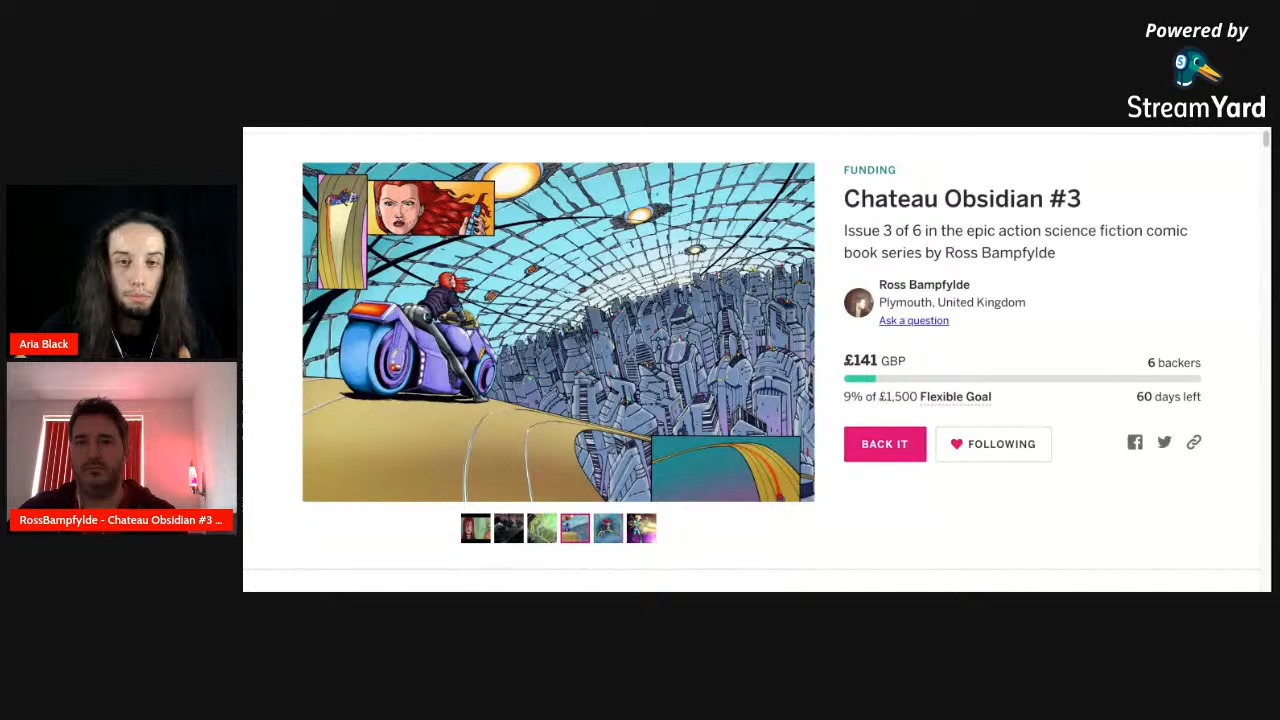 Powered by
StreamYard
Aria Black
RossBampfylde - Chateau Obsidian #3 ...
FUNDING
Chateau Obsidian #3
Issue 3 of 6 in the epic action science fiction comic
book series by Ross Bampfylde
Ross Bampfylde
Plymouth, United Kingdom
Ask a question
£141 GBP
6 backers
9% of £1,500 Flexible Goal
60 days left
BACK IT
FOLLOWING